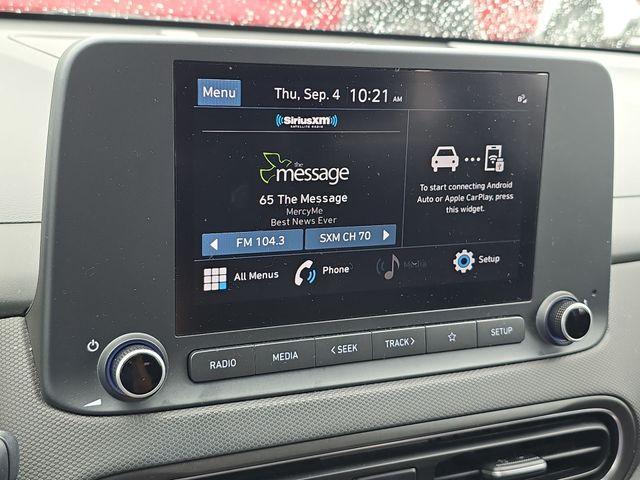 Menu
Thu, Sep. 4 10:21 AM
((SiriusXM))
SATELLITE RADIO
the
message
65 The Message
MercyMe
Best News Ever
FM 104.3
SXM CH 70
To start connecting Android
Auto or Apple CarPlay, press
this widget.
All Menus
Phone
Media
Setup
RADIO
MEDIA
< SEEK
TRACK >
SETUP